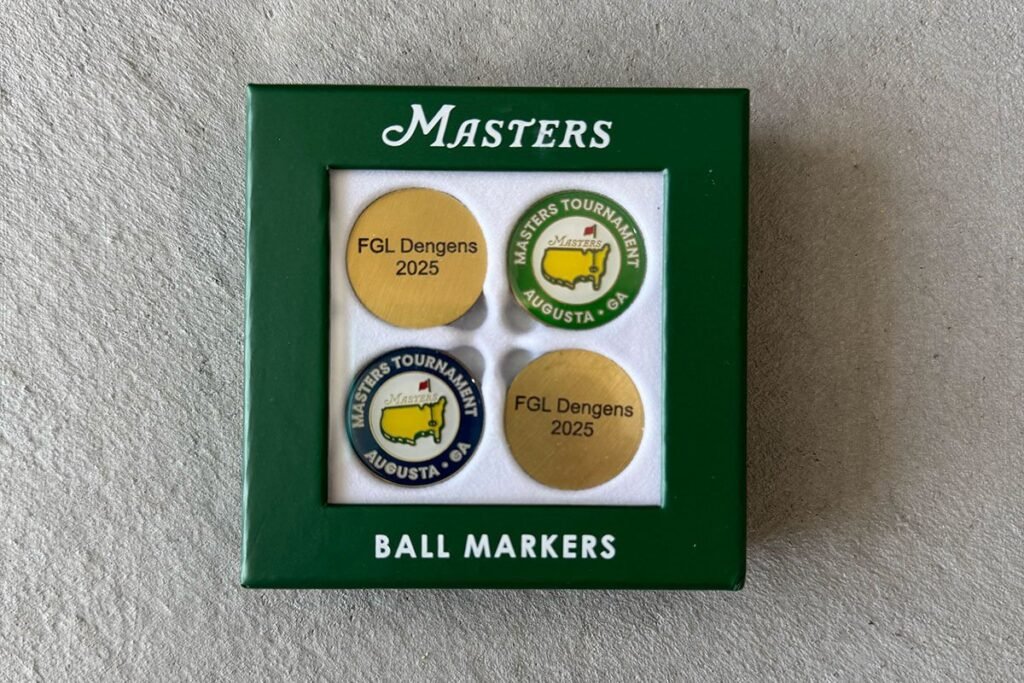 MASTERS
FGL Dengens
2025
MASTERS TOURNAMENT
MASTERS
AUGUSTA • GA
MASTERS TOURNAMENT
MASTERS
AUGUSTA • GA
FGL Dengens
2025
BALL MARKERS